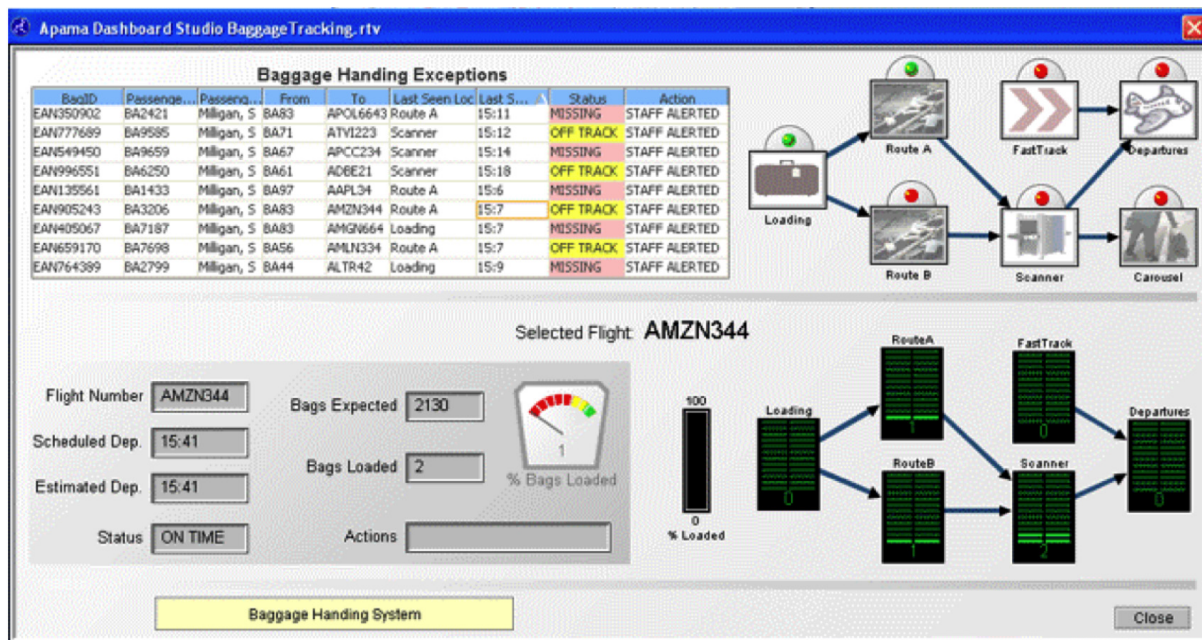 Apama Dashboard Studio BaggageTracking.rtv
Baggage Handing Exceptions
BagID Passenge... Passeng... From To Last Seen Loc Last S... Status Action
EAN350902 BA2421 Milligan, S BA83 APOL6643 Route A 15:11 MISSING STAFF ALERTED
EAN777689 BA9585 Milligan, S BA71 ATVI223 Scanner 15:12 OFF TRACK STAFF ALERTED
EAN549450 BA9659 Milligan, S BA67 APCC234 Scanner 15:14 MISSING STAFF ALERTED
EAN996551 BA6250 Milligan, S BA61 ADBE21 Scanner 15:18 OFF TRACK STAFF ALERTED
EAN135561 BA1433 Milligan, S BA97 AAPL34 Route A 15:6 MISSING STAFF ALERTED
EAN905243 BA3206 Milligan, S BA83 AMZN344 Route A 15:7 OFF TRACK STAFF ALERTED
EAN405067 BA7187 Milligan, S BA83 AMGN664 Loading 15:7 MISSING STAFF ALERTED
EAN659170 BA7698 Milligan, S BA56 AMLN334 Route A 15:7 OFF TRACK STAFF ALERTED
EAN764389 BA2799 Milligan, S BA44 ALTR42 Loading 15:9 MISSING STAFF ALERTED
Route A
FastTrack
Departures
Loading
Route B
Scanner
Carousel
Selected Flight: AMZN344
Flight Number AMZN344
Scheduled Dep. 15:41
Estimated Dep. 15:41
Status ON TIME
Bags Expected 2130
Bags Loaded 2
Actions
1
% Bags Loaded
100
0
% Loaded
Loading
0
RouteA
1
FastTrack
0
Departures
0
RouteB
1
Scanner
2
Baggage Handing System
Close